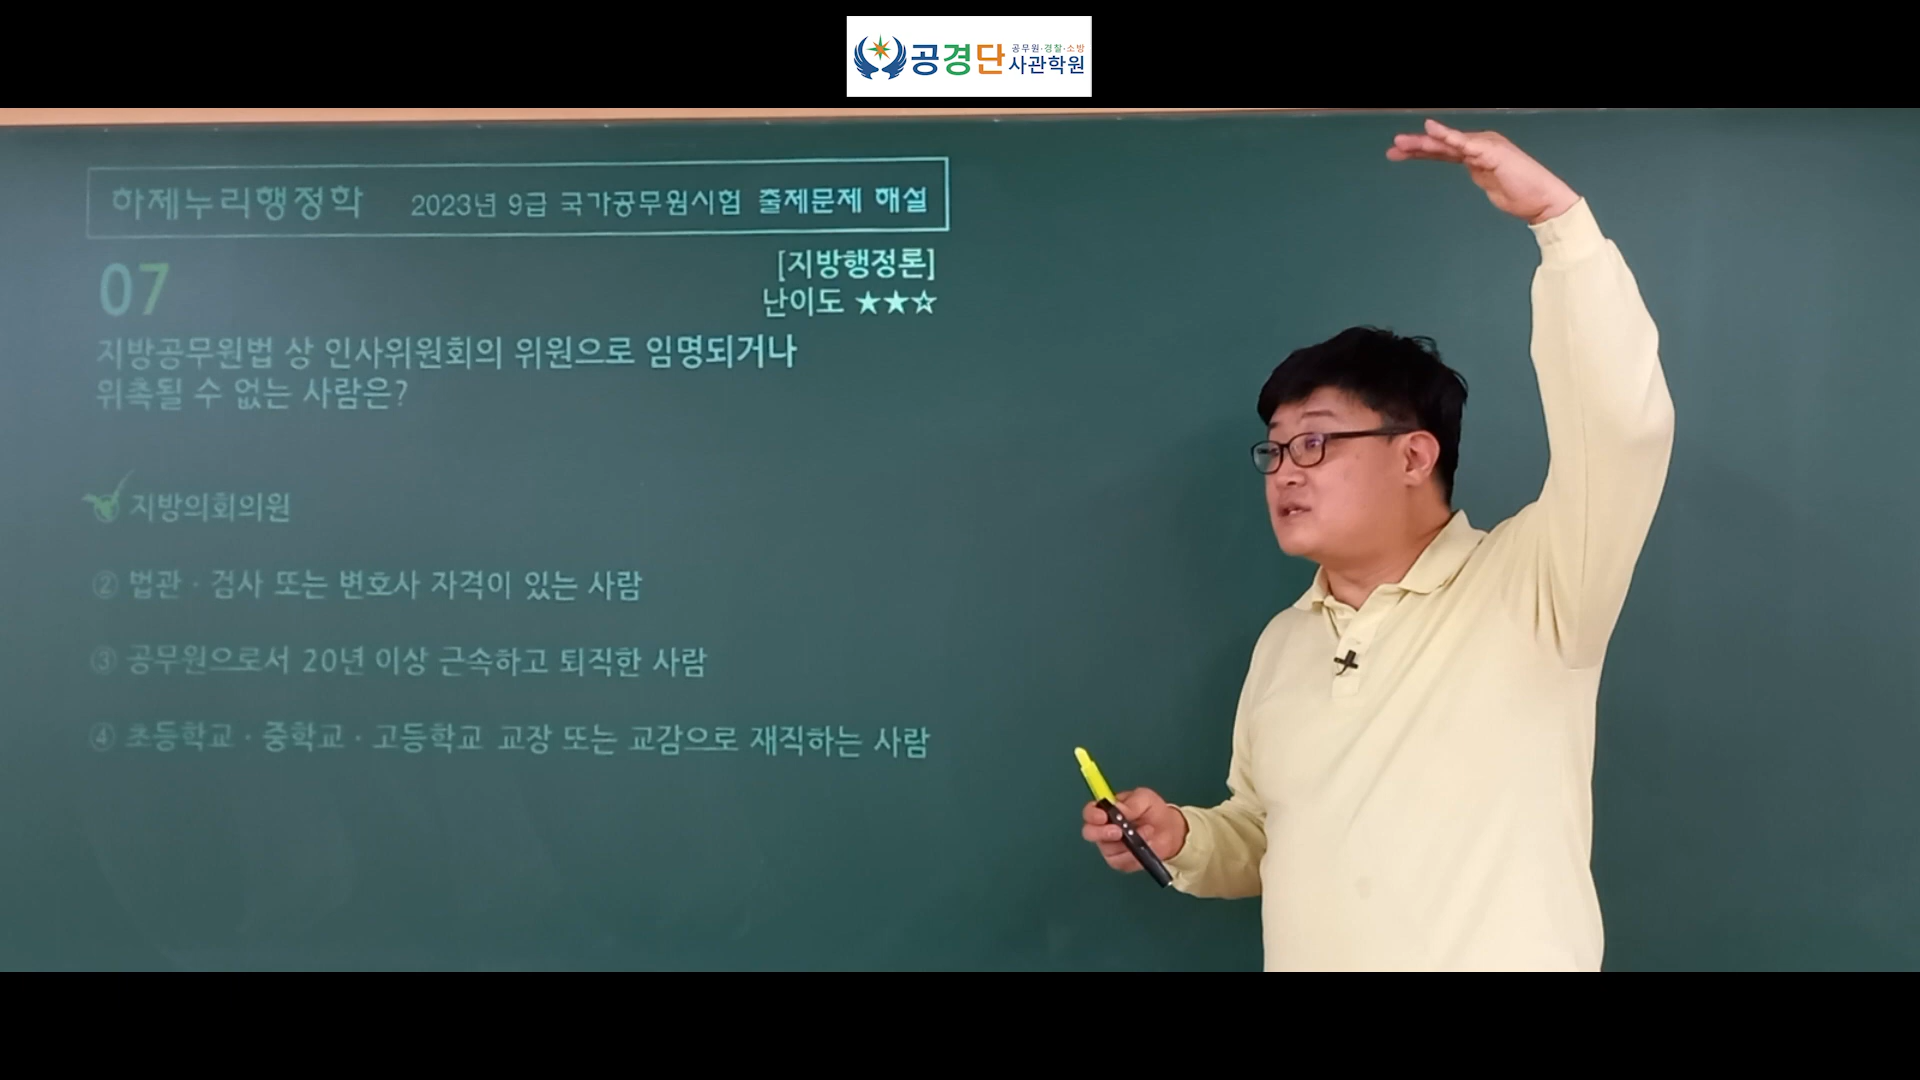 공경단
공무원·경찰·소방
사관학원
하제누리행정학 2023년 9급 국가공무원시험 출제문제 해설
07
[지방행정론]
난이도 ★★☆
지방공무원법 상 인사위원회의 위원으로 임명되거나
위촉될 수 없는 사람은?
지방의회의원
② 법관·검사 또는 변호사 자격이 있는 사람
③ 공무원으로서 20년 이상 근속하고 퇴직한 사람
④ 초등학교·중학교·고등학교 교장 또는 교감으로 재직하는 사람